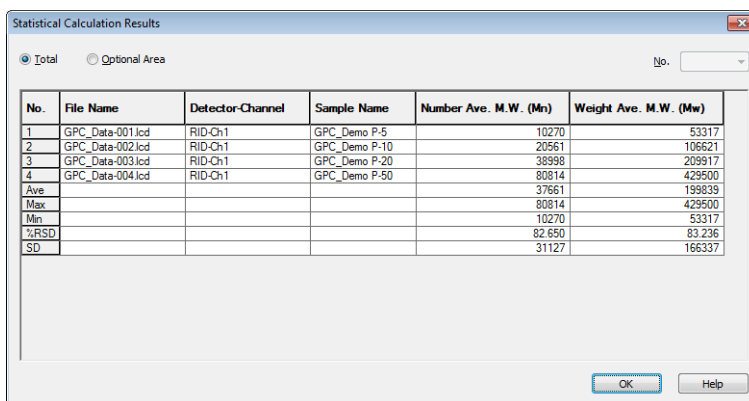 Statistical Calculation Results
Total Optional Area No.
No. File Name Detector-Channel Sample Name Number Ave. M.W. (Mn) Weight Ave. M.W. (Mw)
1 GPC_Data-001.lcd RID-Ch1 GPC_Demo P-5 10270 53317
2 GPC_Data-002.lcd RID-Ch1 GPC_Demo P-10 20561 106621
3 GPC_Data-003.lcd RID-Ch1 GPC_Demo P-20 38998 209917
4 GPC_Data-004.lcd RID-Ch1 GPC_Demo P-50 80814 429500
Ave 37661 199839
Max 80814 429500
Min 10270 53317
%RSD 82.650 83.236
SD 31127 166337
OK Help